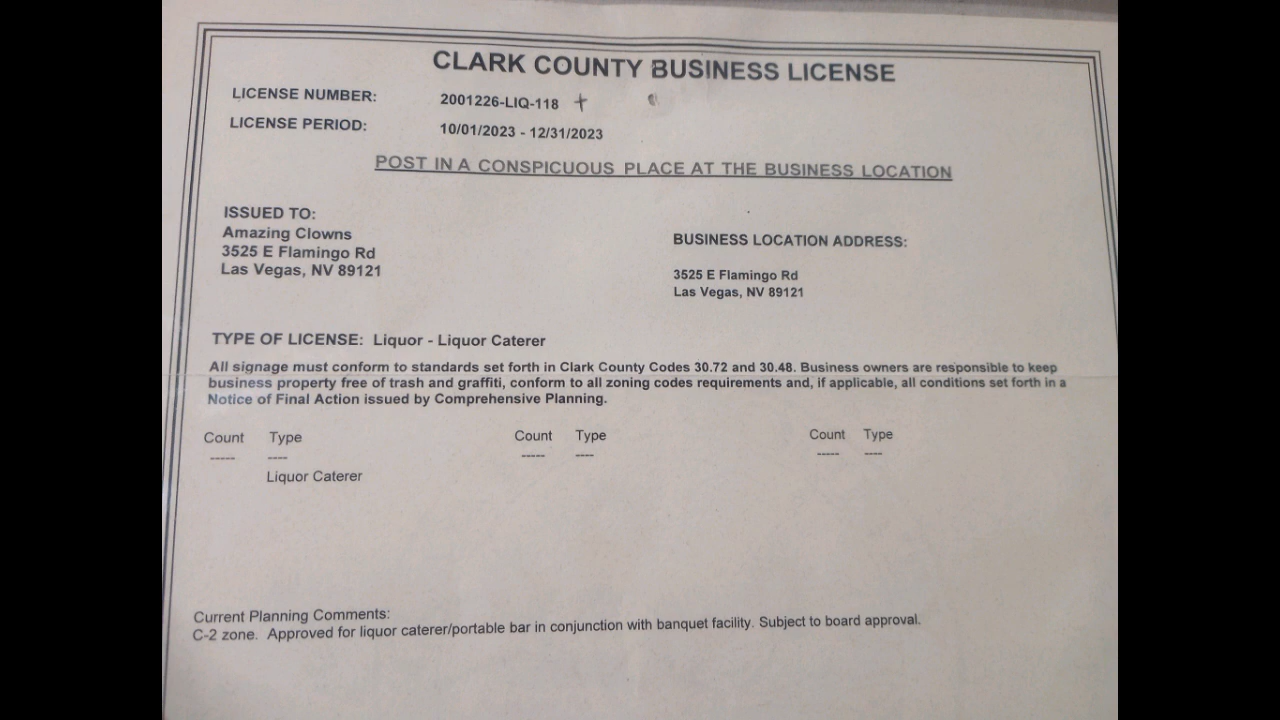 CLARK COUNTY BUSINESS LICENSE
LICENSE NUMBER: 2001226-LIQ-118 +
LICENSE PERIOD: 10/01/2023 - 12/31/2023
POST IN A CONSPICUOUS PLACE AT THE BUSINESS LOCATION
ISSUED TO:
Amazing Clowns
3525 E Flamingo Rd
Las Vegas, NV 89121
BUSINESS LOCATION ADDRESS:
3525 E Flamingo Rd
Las Vegas, NV 89121
TYPE OF LICENSE: Liquor - Liquor Caterer
All signage must conform to standards set forth in Clark County Codes 30.72 and 30.48. Business owners are responsible to keep
business property free of trash and graffiti, conform to all zoning codes requirements and, if applicable, all conditions set forth in a
Notice of Final Action issued by Comprehensive Planning.
Count Type Count Type Count Type
----- ---- ----- ---- ----- ----
Liquor Caterer
Current Planning Comments:
C-2 zone. Approved for liquor caterer/portable bar in conjunction with banquet facility. Subject to board approval.